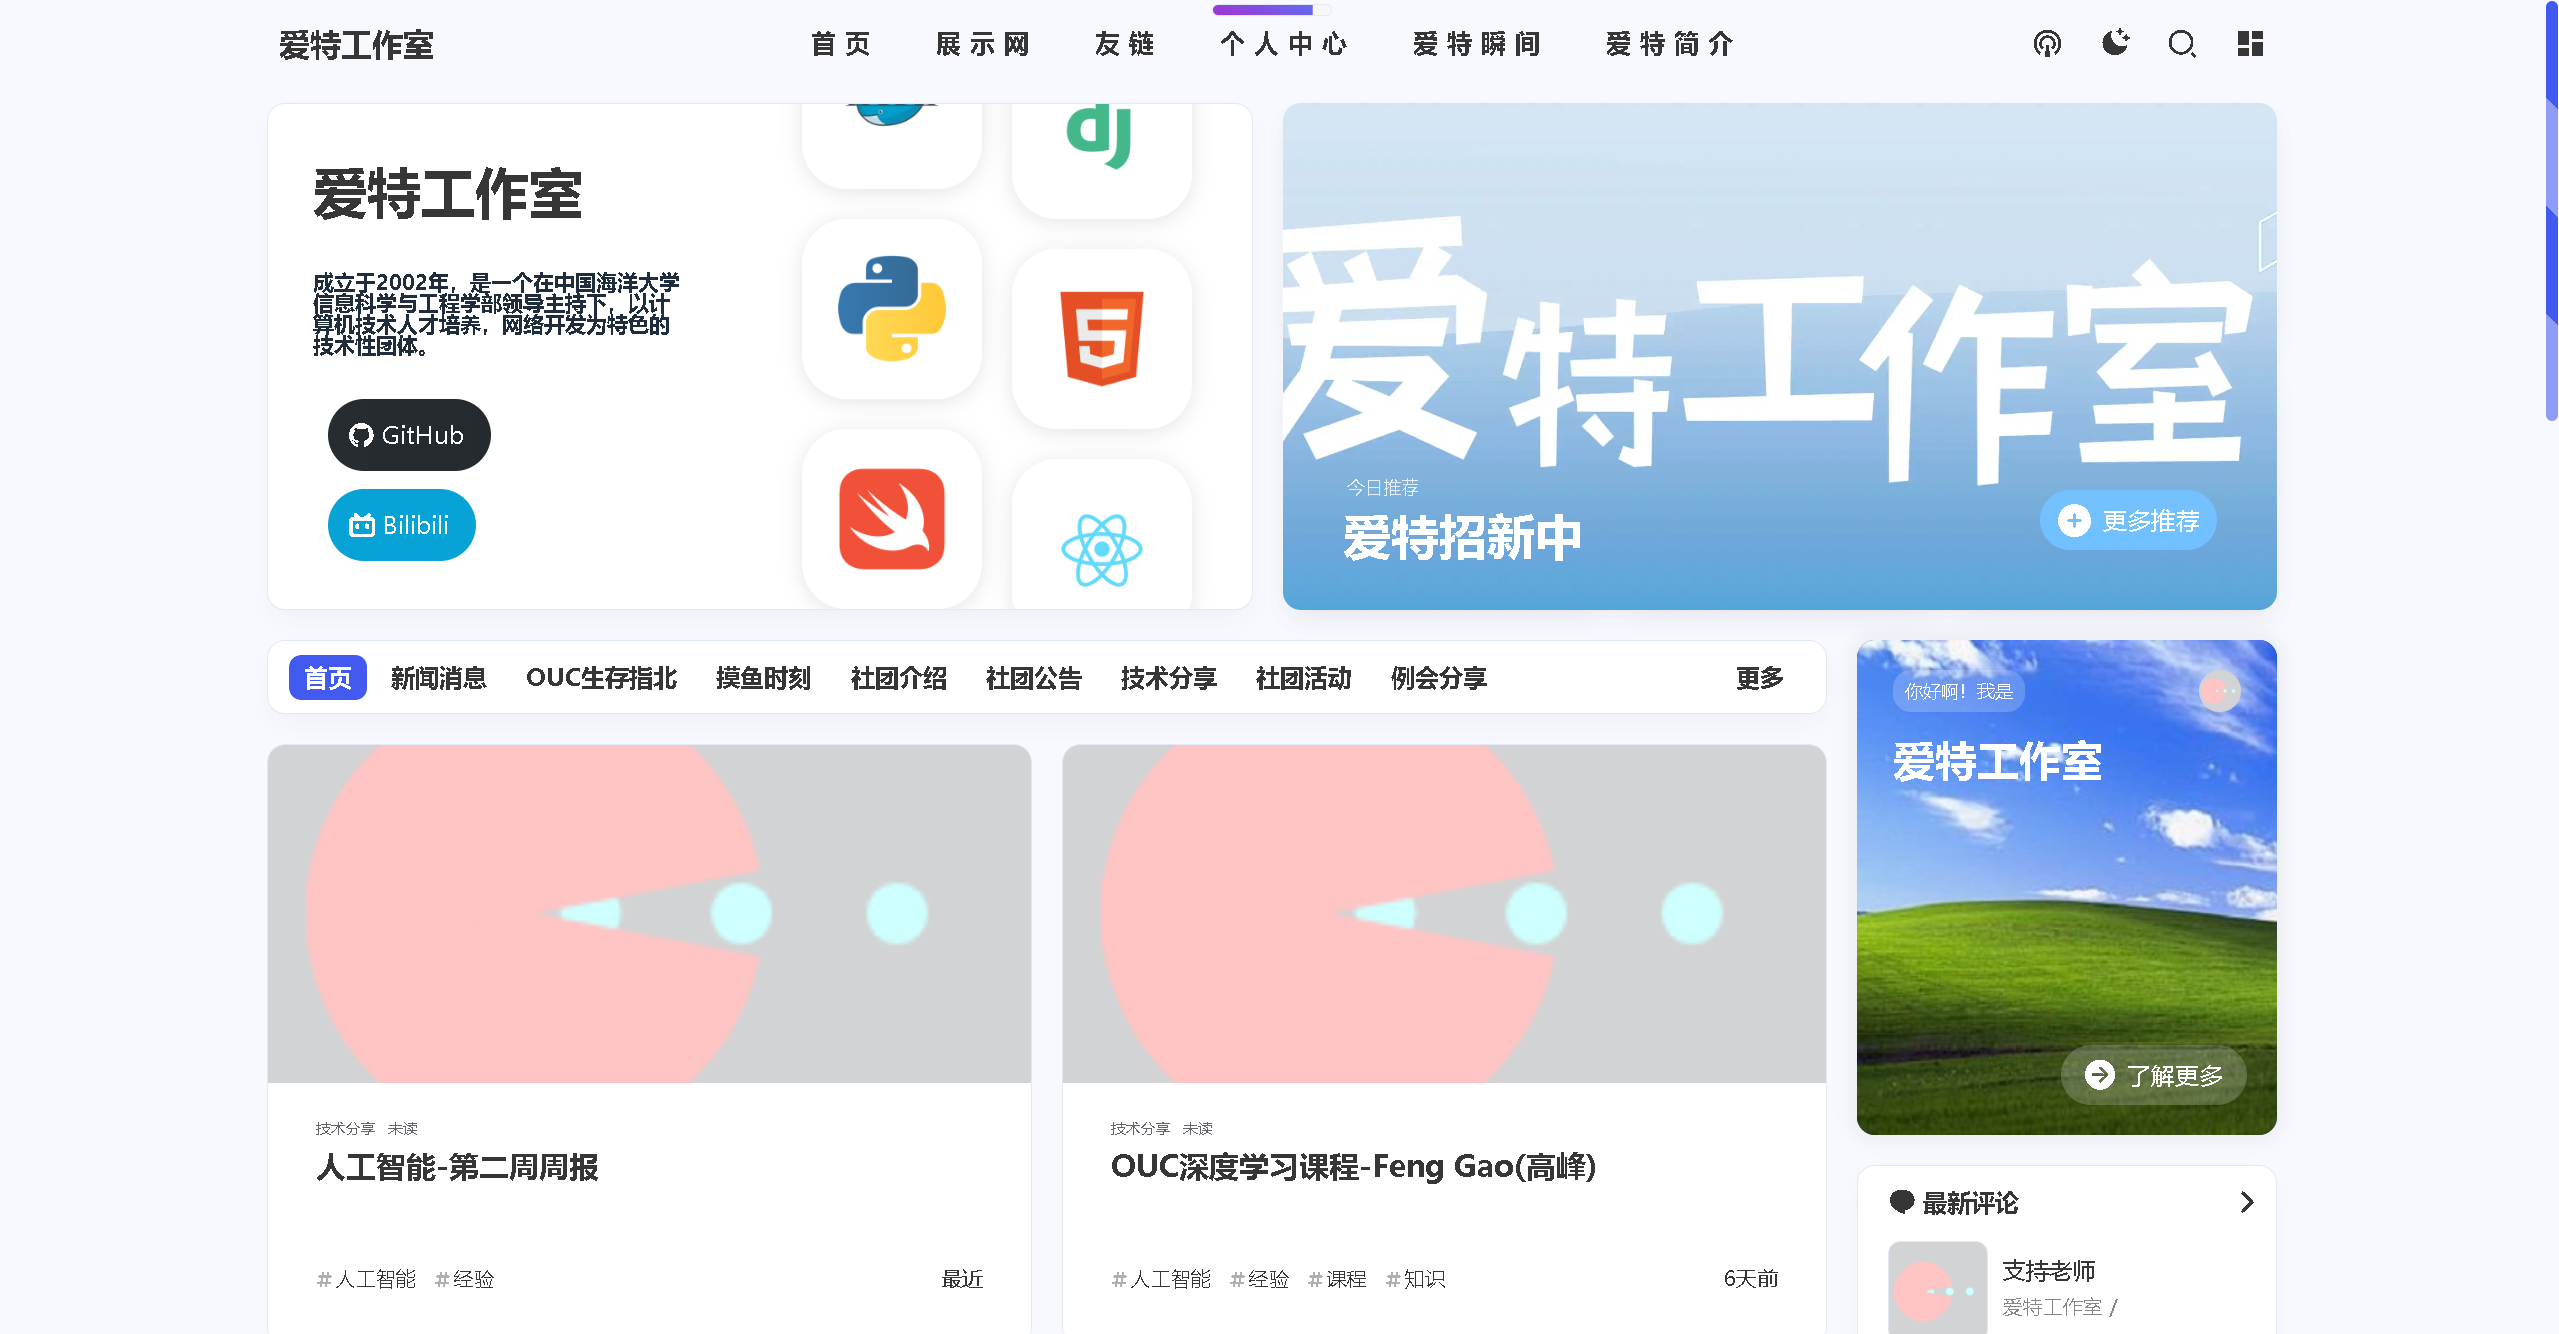 爱特工作室
首页 展示网 友链 个人中心 爱特瞬间 爱特简介
爱特工作室
成立于2002年，是一个在中国海洋大学
信息科学与工程学部领导主持下，以计
算机技术人才培养，网络开发为特色的
技术性团体。
GitHub
Bilibili
dj
5
爱特工作室
今日推荐
爱特招新中
更多推荐
首页 新闻消息 OUC生存指北 摸鱼时刻 社团介绍 社团公告 技术分享 社团活动 例会分享 更多
你好啊！我是
爱特工作室
了解更多
技术分享 未读
人工智能-第二周周报
#人工智能 #经验 最近
技术分享 未读
OUC深度学习课程-Feng Gao(高峰)
#人工智能 #经验 #课程 #知识 6天前
最新评论
支持老师
爱特工作室 /